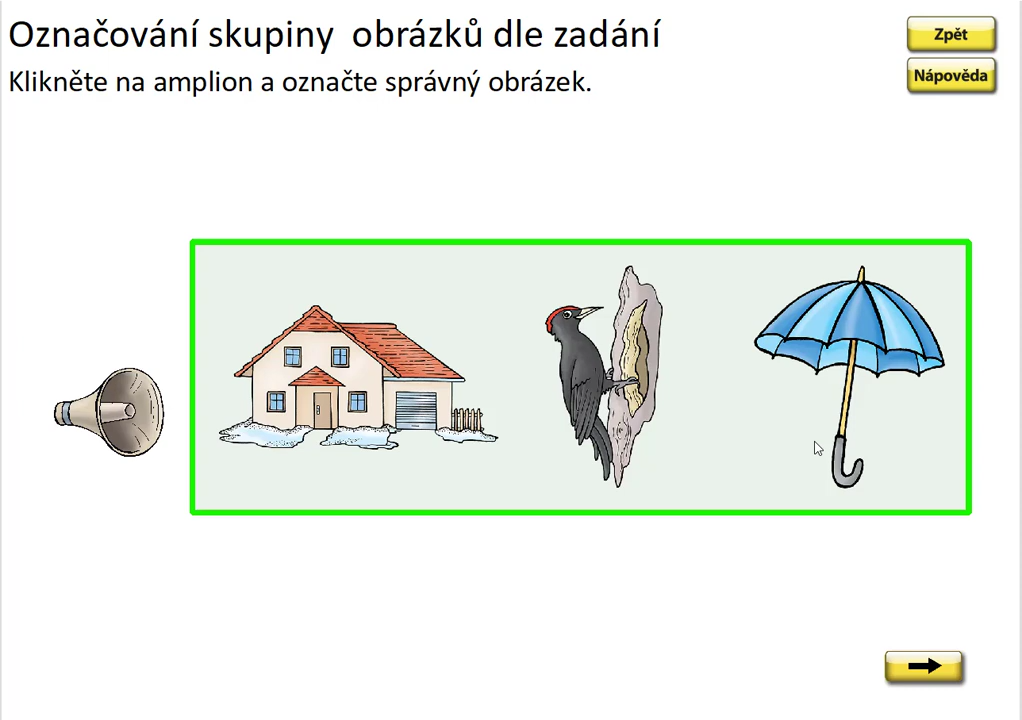 Označování skupiny  obrázků dle zadání
Zpět
Klikněte na amplion a označte správný obrázek.
Nápověda